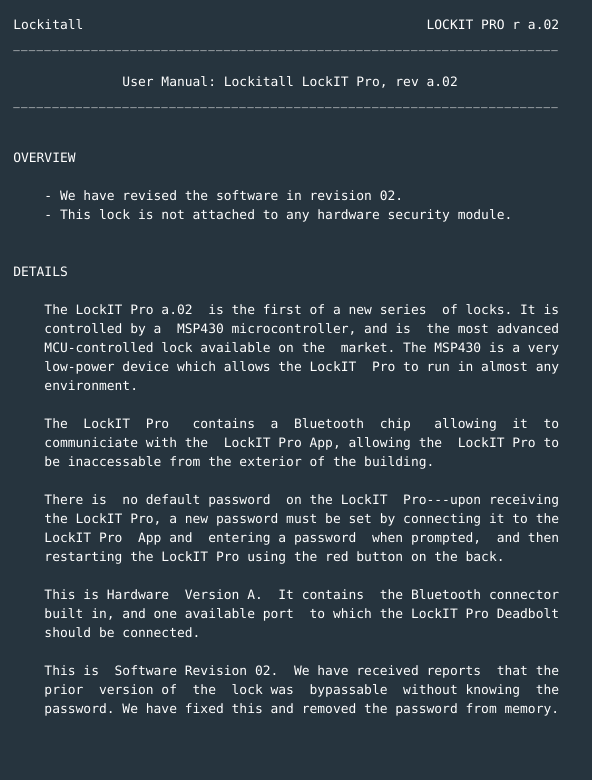 Lockitall LOCKIT PRO r a.02
User Manual: Lockitall LockIT Pro, rev a.02
OVERVIEW
- We have revised the software in revision 02.
- This lock is not attached to any hardware security module.
DETAILS
The LockIT Pro a.02 is the first of a new series of locks. It is
controlled by a MSP430 microcontroller, and is the most advanced
MCU-controlled lock available on the market. The MSP430 is a very
low-power device which allows the LockIT Pro to run in almost any
environment.
The LockIT Pro contains a Bluetooth chip allowing it to
communiciate with the LockIT Pro App, allowing the LockIT Pro to
be inaccessable from the exterior of the building.
There is no default password on the LockIT Pro---upon receiving
the LockIT Pro, a new password must be set by connecting it to the
LockIT Pro App and entering a password when prompted, and then
restarting the LockIT Pro using the red button on the back.
This is Hardware Version A. It contains the Bluetooth connector
built in, and one available port to which the LockIT Pro Deadbolt
should be connected.
This is Software Revision 02. We have received reports that the
prior version of the lock was bypassable without knowing the
password. We have fixed this and removed the password from memory.